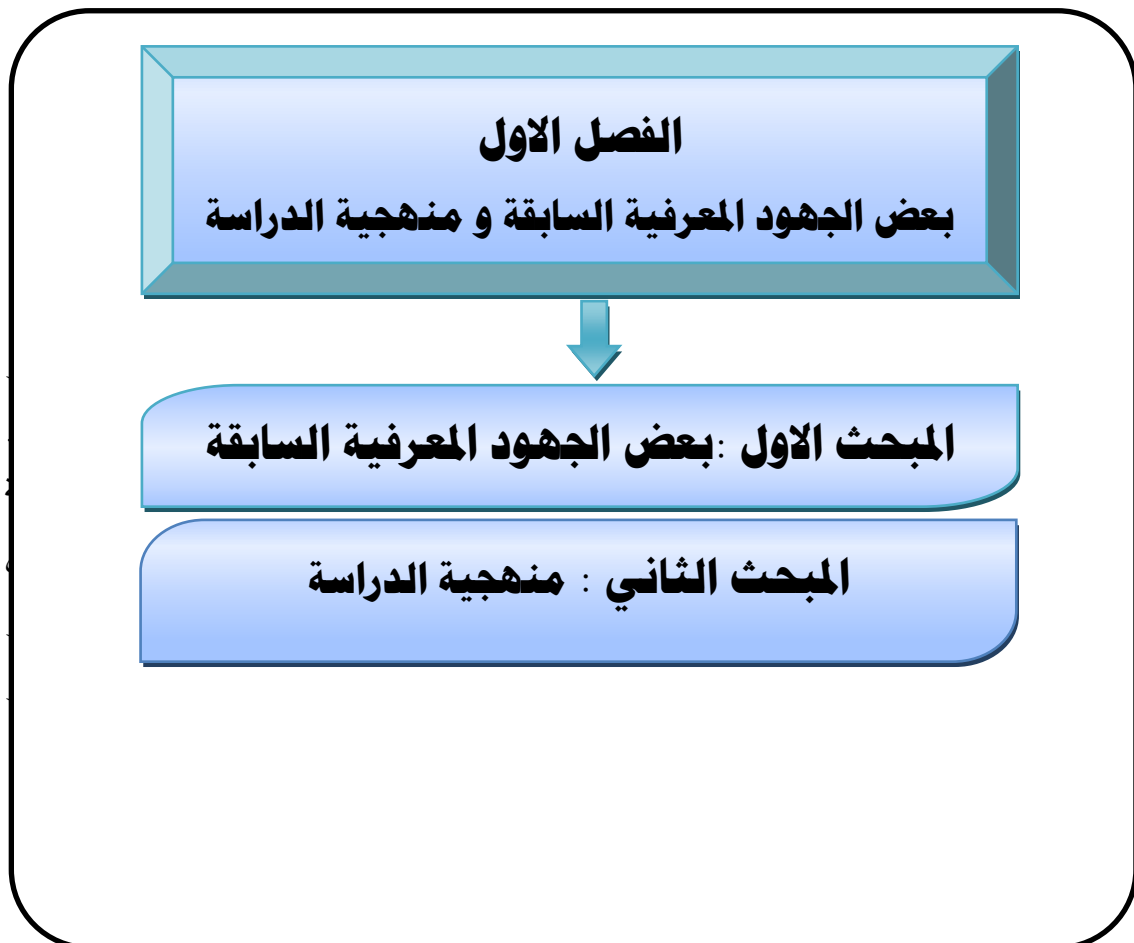 الفصل الاول
بعض الجهود المعرفية السابقة و منهجية الدراسة
المبحث الاول :بعض الجهود المعرفية السابقة
المبحث الثاني : منهجية الدراسة